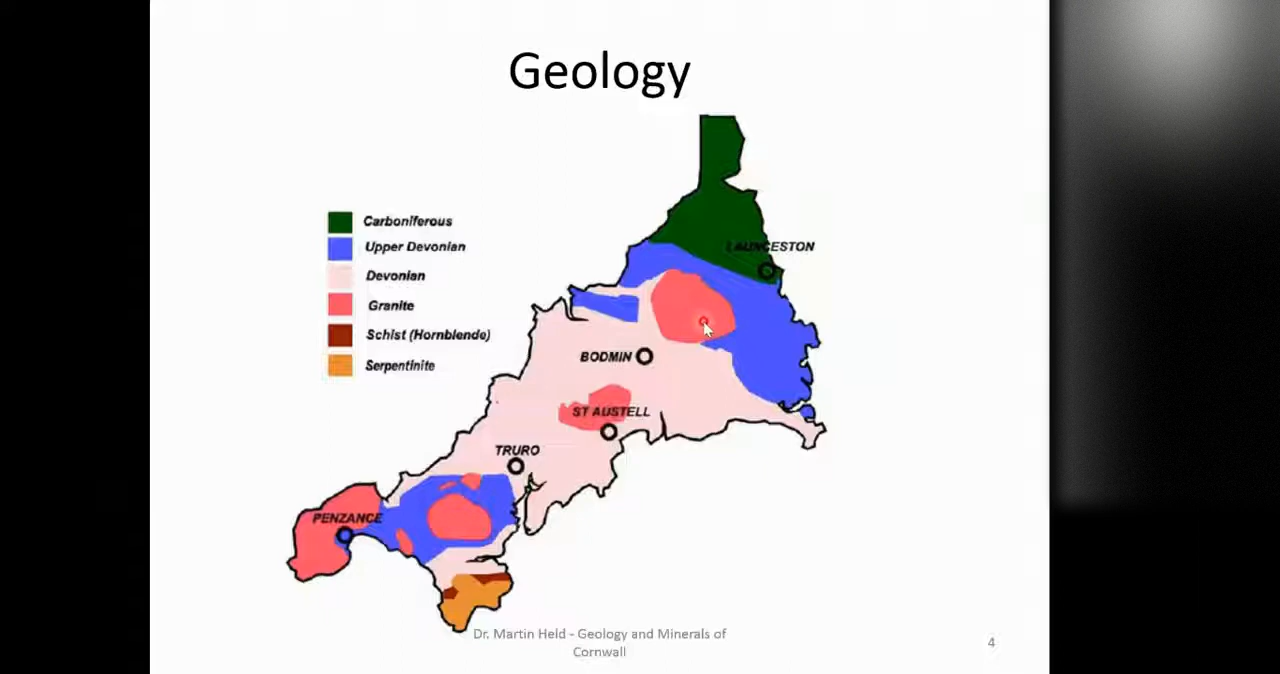 Geology
Carboniferous
Upper Devonian
Devonian
Granite
Schist (Hornblende)
Serpentinite
LAUNCESTON
BODMIN
ST AUSTELL
TRURO
PENZANCE
Dr. Martin Held - Geology and Minerals of
Cornwall
4